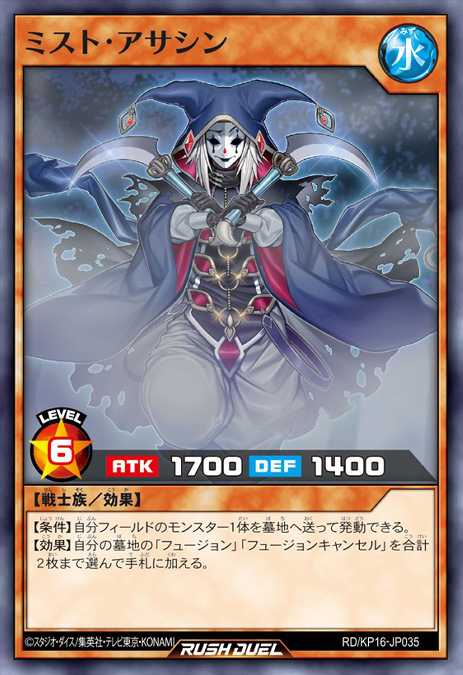 ミスト・アサシン
みず
水
LEVEL
6
ATK 1700 DEF 1400
【戦士族/効果】
【条件】自分フィールドのモンスター1体を墓地へ送って発動できる。
【効果】自分の墓地の「フュージョン」「フュージョンキャンセル」を合計
2枚まで選んで手札に加える。
©スタジオ・ダイス/集英社・テレビ東京・KONAMI
RUSH DUEL
RD/KP16-JP035